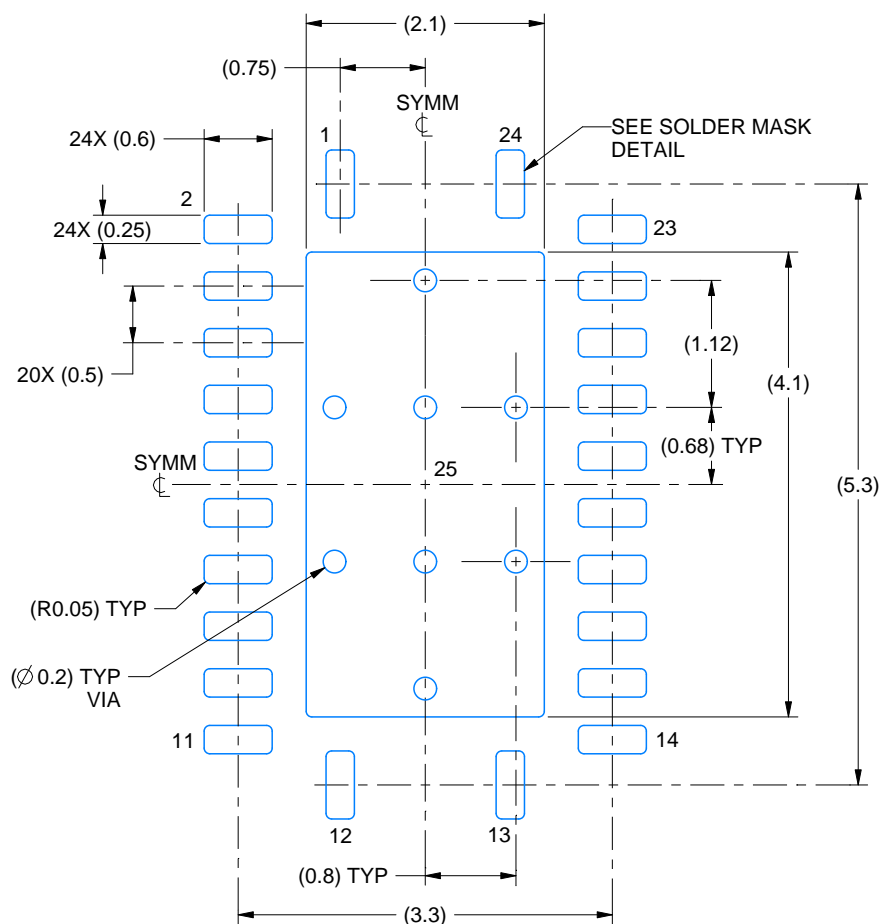 (2.1)
(0.75)
SYMM
℄
1
24
SEE SOLDER MASK
DETAIL
24X (0.6)
2
24X (0.25)
23
20X (0.5)
(1.12)
(4.1)
(0.68) TYP
SYMM
℄
25
(5.3)
(R0.05) TYP
(∅ 0.2) TYP
VIA
11
14
12
13
(0.8) TYP
(3.3)